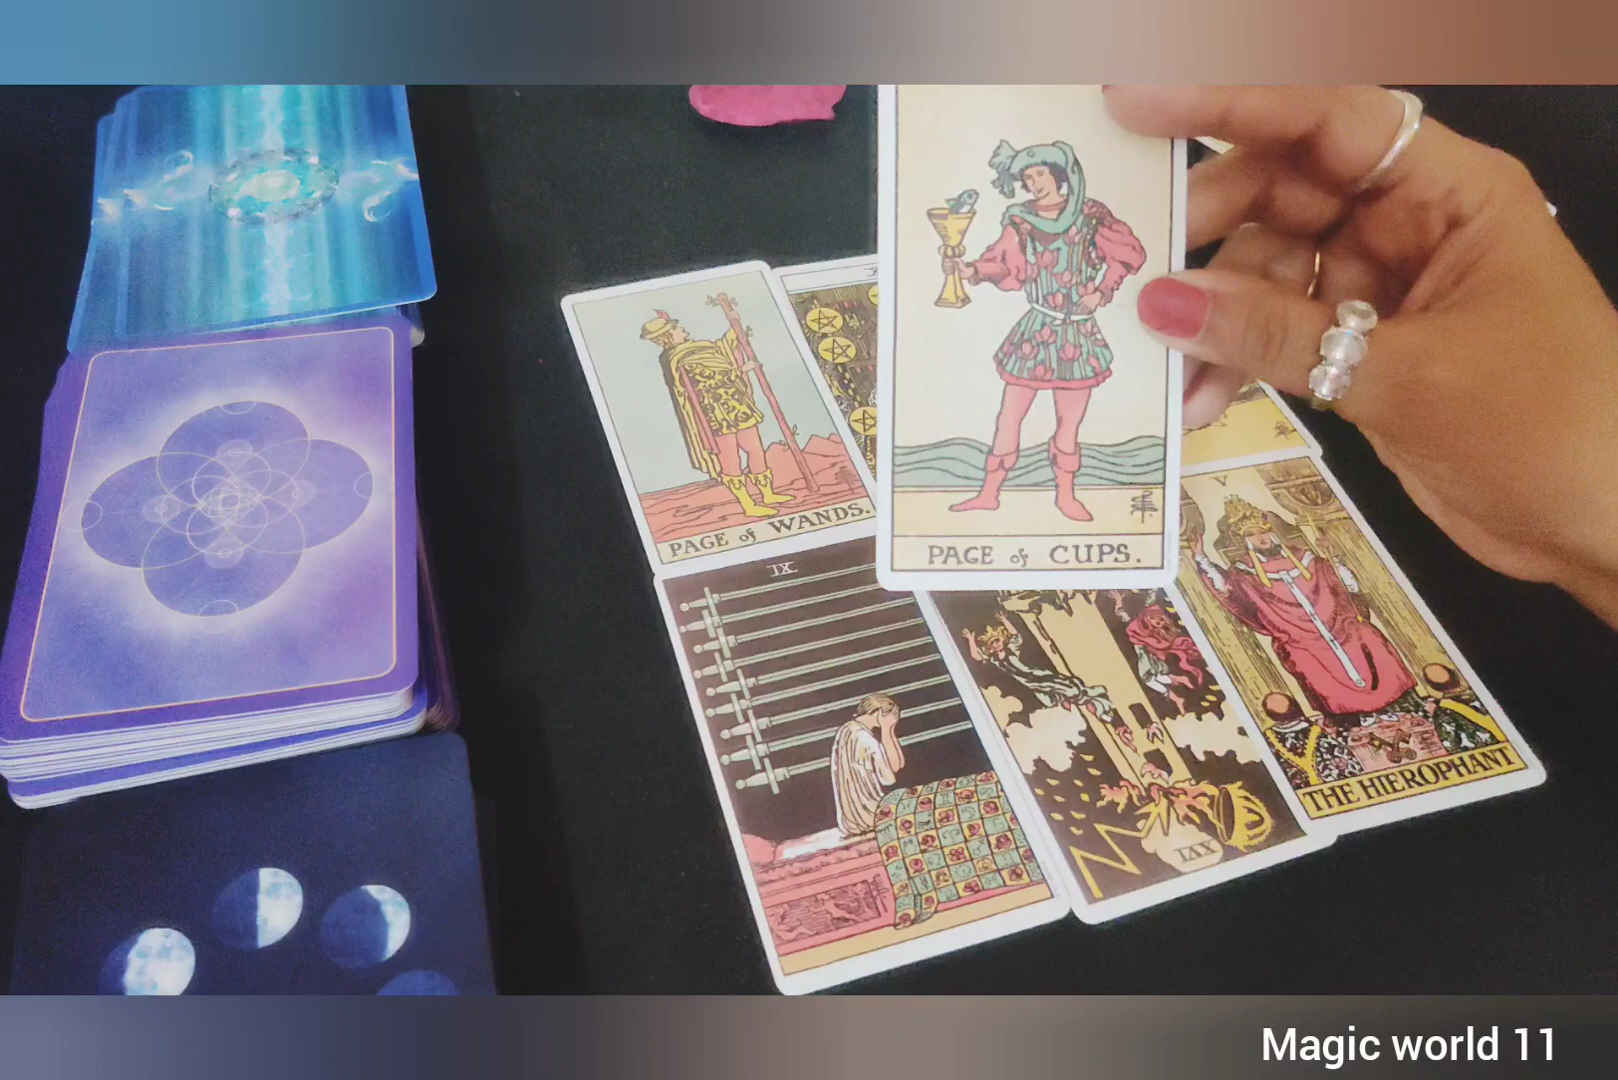 PAGE of WANDS.
PAGE of CUPS.
V
IX
THE HIEROPHANT
XVI
Magic world 11